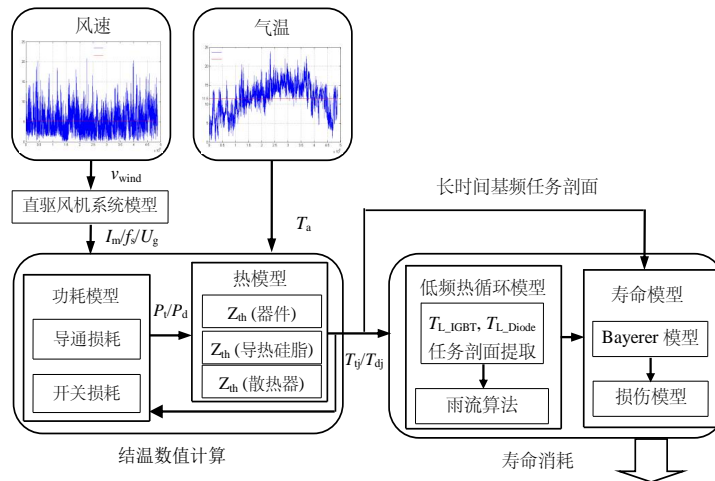 风速
气温
v_wind
直驱风机系统模型
长时间基频任务剖面
T_a
I_m/f_s/U_g
功耗模型
导通损耗
开关损耗
P_t/P_d
热模型
Z_th (器件)
Z_th (导热硅脂
Z_th (散热器)
T_tj/T_dj
低频热循环模型
T_L_IGBT, T_L_Diode
任务剖面提取
雨流算法
寿命模型
Bayerer 模型
损伤模型
结温数值计算
寿命消耗